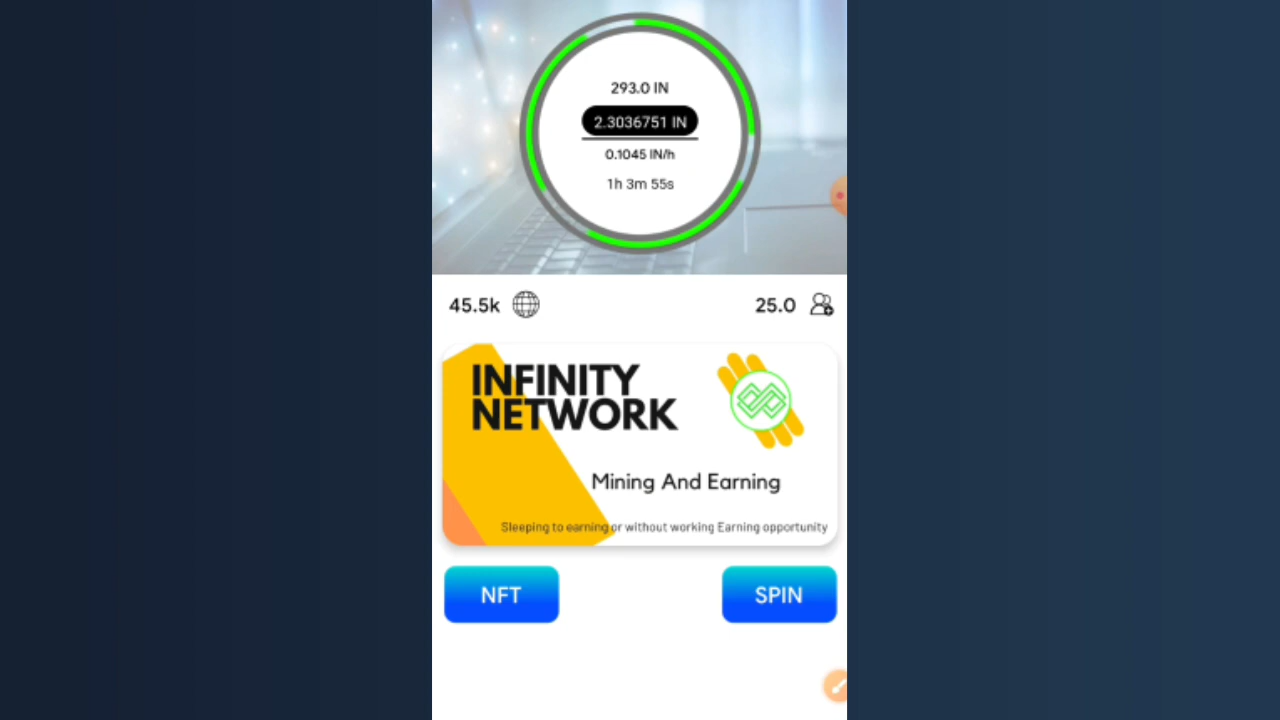 293.0 IN
2.3036751 IN
0.1045 IN/h
1h 3m 55s
45.5k
25.0
INFINITY
NETWORK
Mining And Earning
Sleeping to earning or without working Earning opportunity
NFT
SPIN